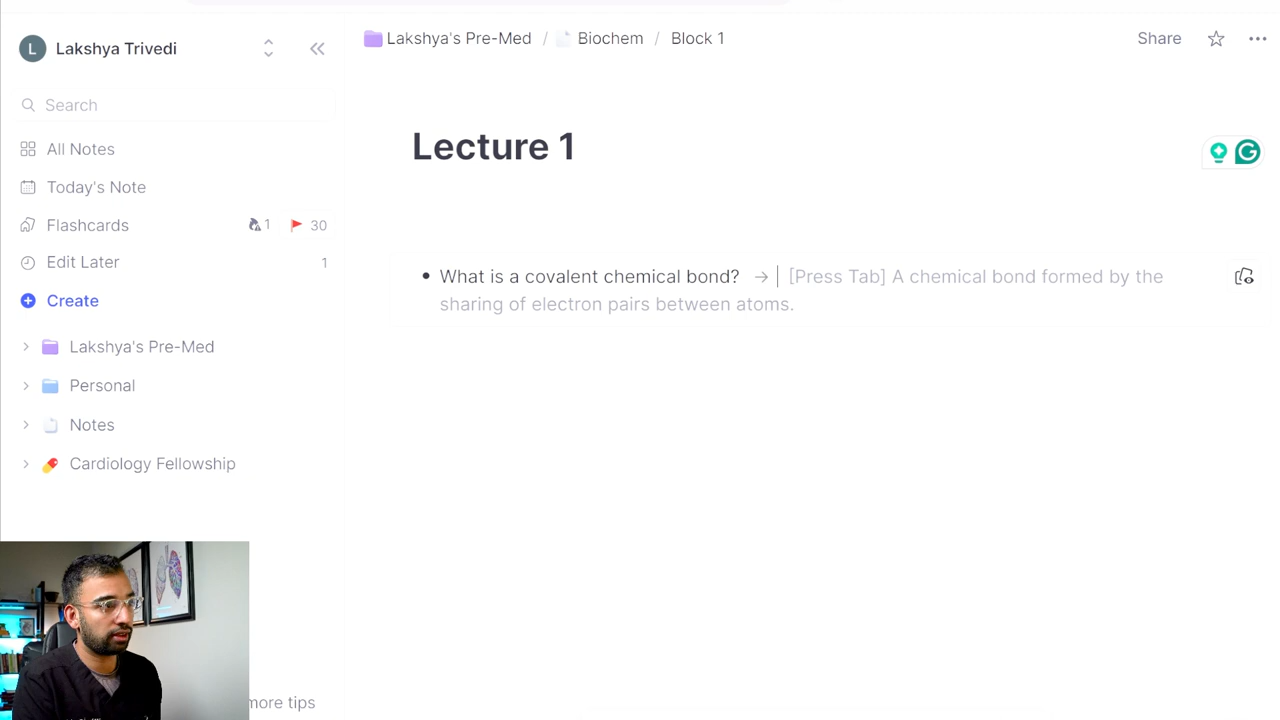 L Lakshya Trivedi
Search
All Notes
Today's Note
Flashcards 1 30
Edit Later 1
Create
Lakshya's Pre-Med
Personal
Notes
Cardiology Fellowship
more tips
Lakshya's Pre-Med / Biochem / Block 1
Share
Lecture 1
G
• What is a covalent chemical bond? → [Press Tab] A chemical bond formed by the
sharing of electron pairs between atoms.